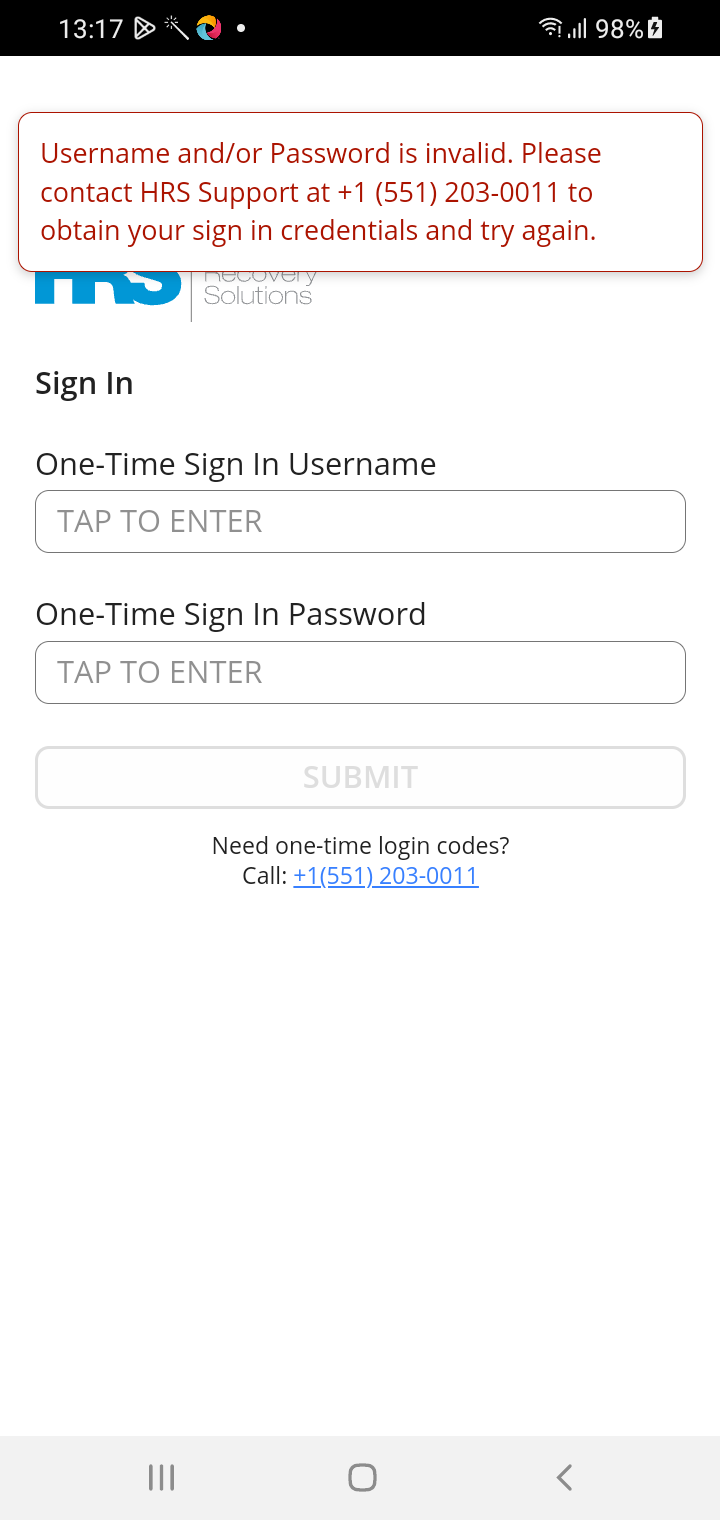 13:17
98%
Username and/or Password is invalid. Please
contact HRS Support at +1 (551) 203-0011 to
obtain your sign in credentials and try again.
HRS
Recovery
Solutions
Sign In
One-Time Sign In Username
TAP TO ENTER
One-Time Sign In Password
TAP TO ENTER
SUBMIT
Need one-time login codes?
Call: +1(551) 203-0011